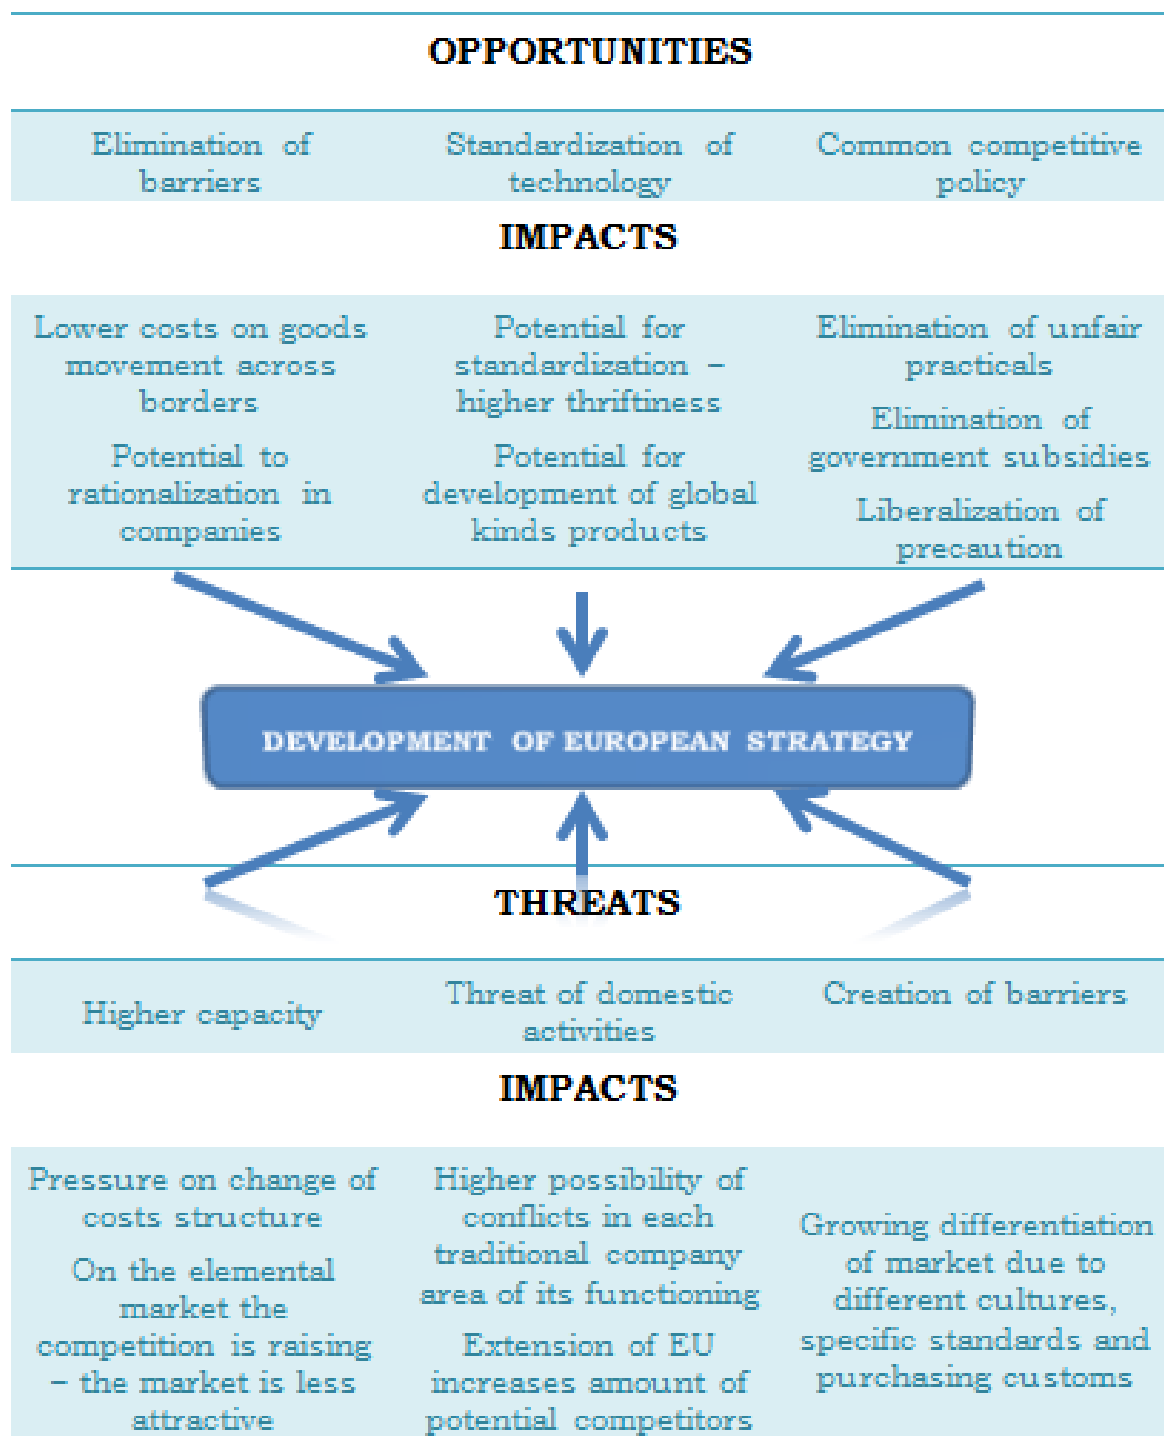 OPPORTUNITIES
Elimination of
barriers
Standardization of
technology
Common competitive
policy
IMPACTS
Lower costs on goods
movement across
borders
Potential to
rationalization in
companies
Potential for
standardization –
higher thriftiness
Potential for
development of global
kinds products
Elimination of unfair
practicals
Elimination of
government subsidies
Liberalization of
precaution
DEVELOPMENT OF EUROPEAN STRATEGY
THREATS
Higher capacity
Threat of domestic
activities
Creation of barriers
IMPACTS
Pressure on change of
costs structure
On the elemental
market the
competition is raising
– the market is less
attractive
Higher possibility of
conflicts in each
traditional company
area of its functioning
Extension of EU
increases amount of
potential competitors
Growing differentiation
of market due to
different cultures,
specific standards and
purchasing customs